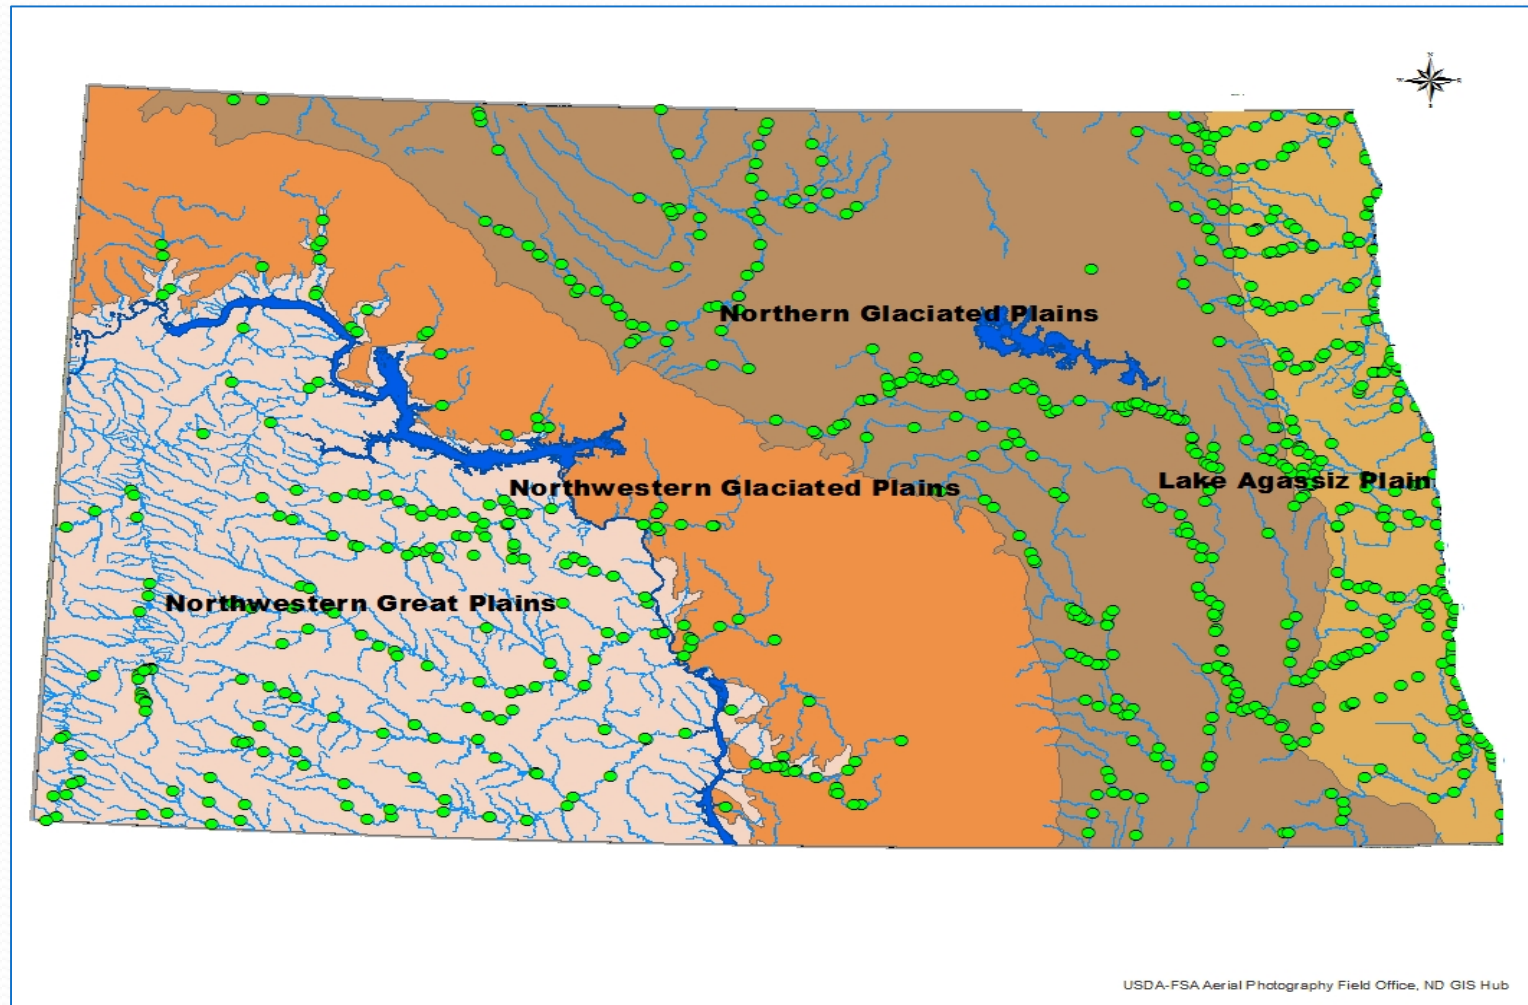 Northern Glaciated Plains
Lake Agassiz Plain
Northwestern Glaciated Plains
Northwestern Great Plains
USDA-FSA Aerial Photography Field Office, ND GIS Hub